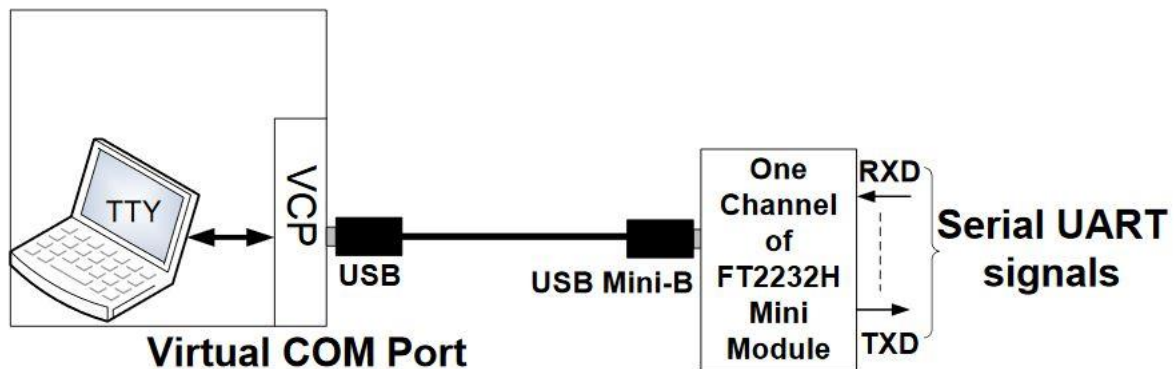 TTY
VCP
USB
USB Mini-B
Virtual COM Port
One
Channel
of
FT2232H
Mini
Module
RXD
TXD
Serial UART
signals